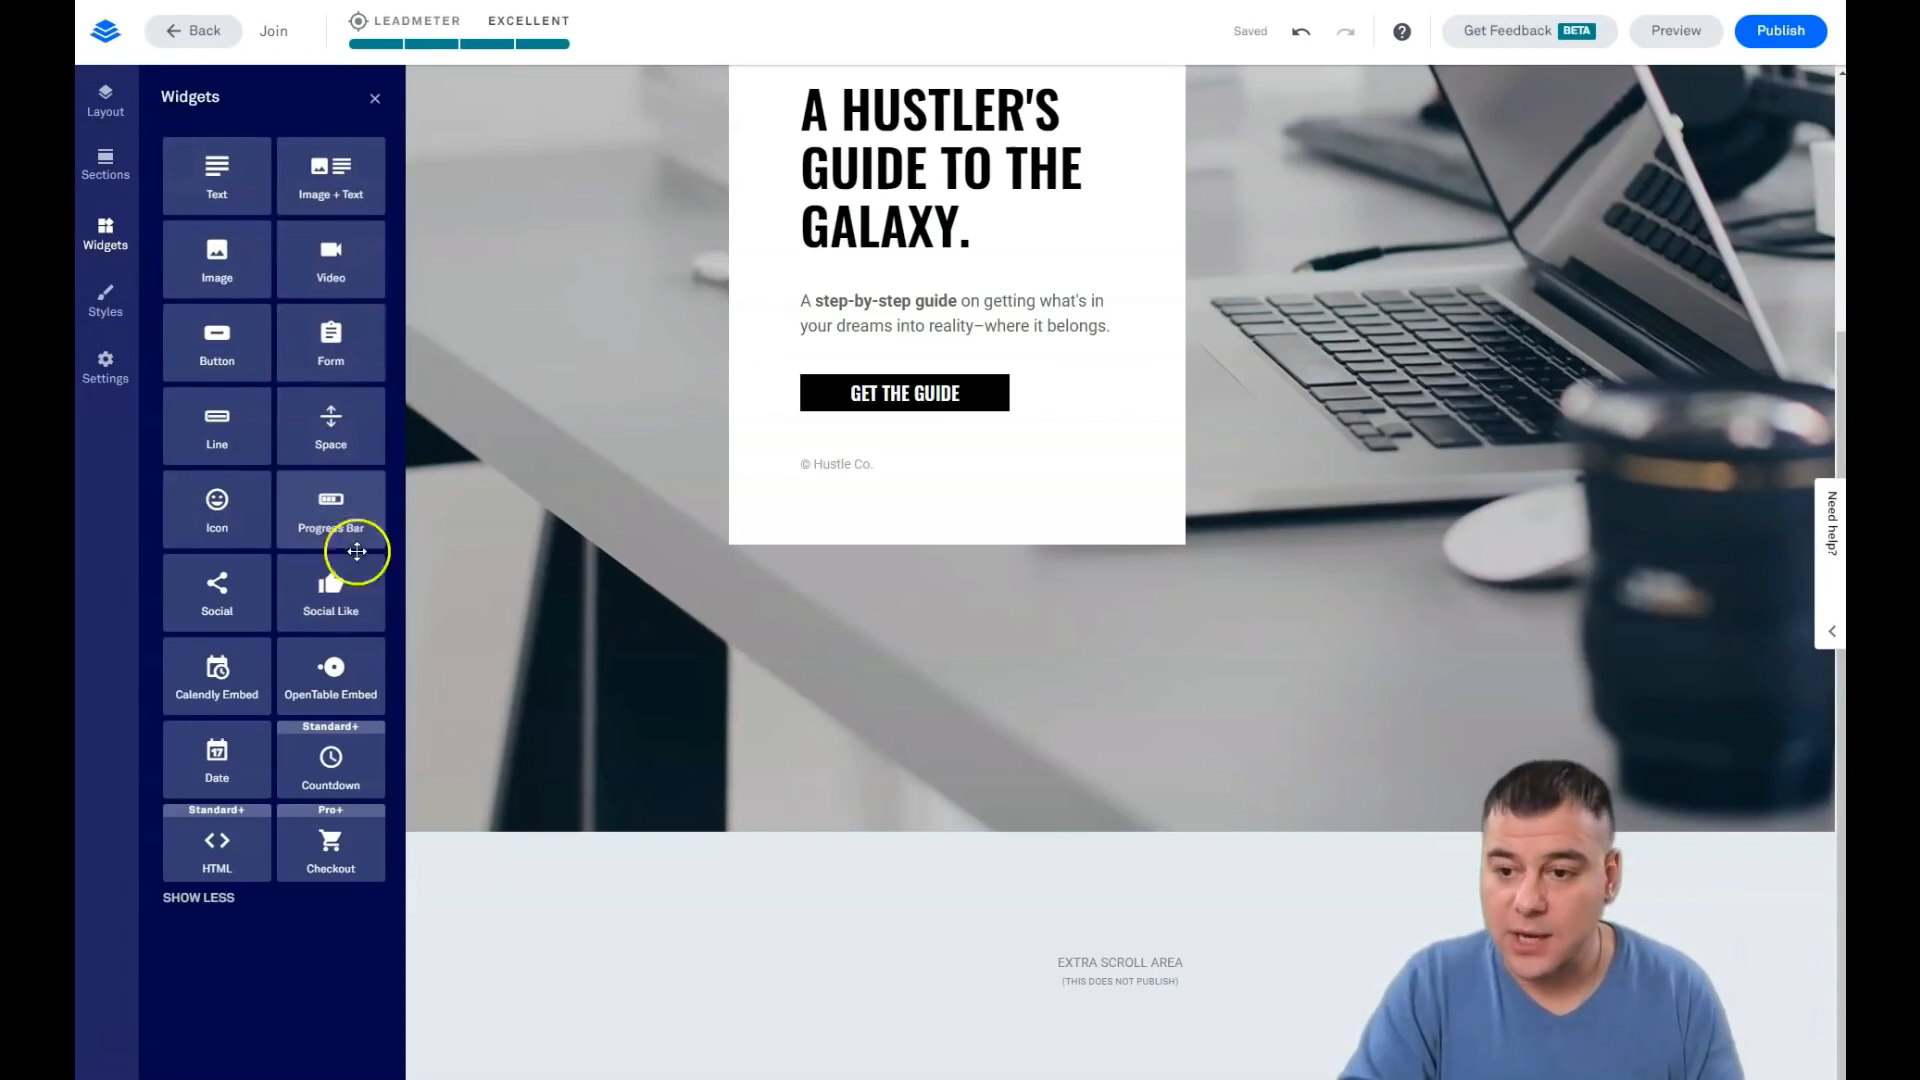 Back
Join
LEADMETER EXCELLENT
Saved
?
Get Feedback BETA
Preview
Publish
Layout
Sections
Widgets
Styles
Settings
Widgets
Text
Image + Text
Image
Video
Button
Form
Line
Space
Icon
Progress Bar
Social
Social Like
Calendly Embed
OpenTable Embed
17
Date
Standard+
Countdown
Standard+
HTML
Pro+
Checkout
SHOW LESS
A HUSTLER'S
GUIDE TO THE
GALAXY.
A step-by-step guide on getting what's in
your dreams into reality–where it belongs.
GET THE GUIDE
© Hustle Co.
Need help?
EXTRA SCROLL AREA
(THIS DOES NOT PUBLISH)